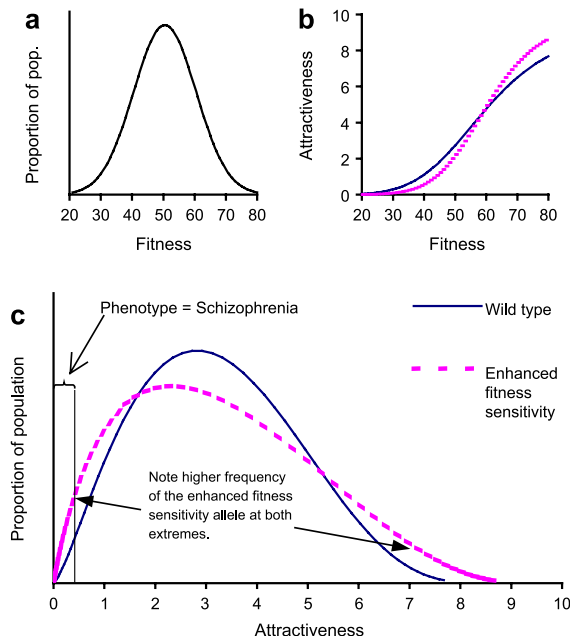 a
Proportion of pop.
20 30 40 50 60 70 80
Fitness
b
Attractiveness
10
8
6
4
2
0
20 30 40 50 60 70 80
Fitness
c
Phenotype = Schizophrenia
Wild type
Enhanced
fitness
sensitivity
Note higher frequency
of the enhanced fitness
sensitivity allele at both
extremes.
Proportion of population
0 1 2 3 4 5 6 7 8 9 10
Attractiveness